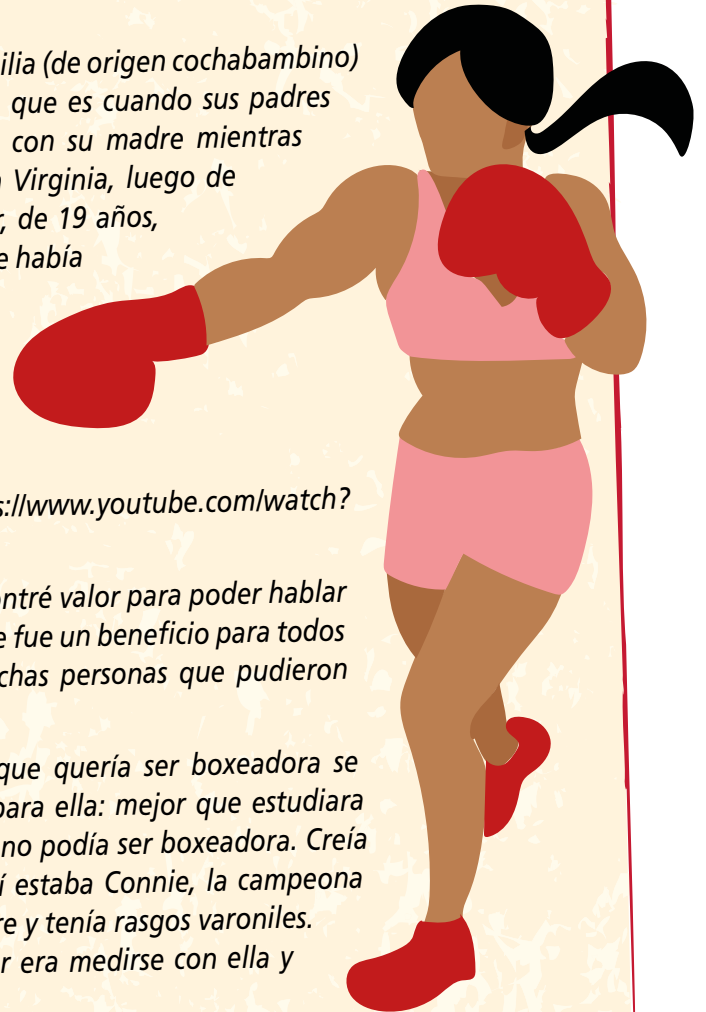 ilia (de origen cochabambino)
que es cuando sus padres
con su madre mientras
Virginia, luego de
, de 19 años,
e había
s://www.youtube.com/watch?
ntré valor para poder hablar
e fue un beneficio para todos
chas personas que pudieron
que quería ser boxeadora se
para ella: mejor que estudiara
no podía ser boxeadora. Creía
í estaba Connie, la campeona
re y tenía rasgos varoniles.
r era medirse con ella y